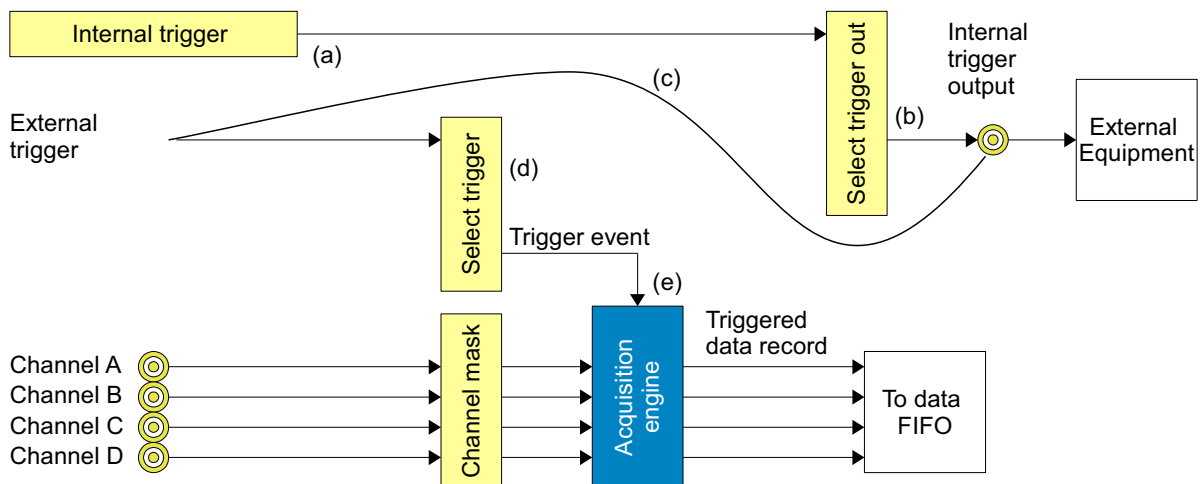 Internal trigger
(a)
Select trigger out
Internal
trigger
output
(c)
(b)
External
trigger
External
Equipment
Select trigger
(d)
Trigger event
(e)
Channel A
Channel B
Channel C
Channel D
Channel mask
Acquisition
engine
Triggered
data record
To data
FIFO